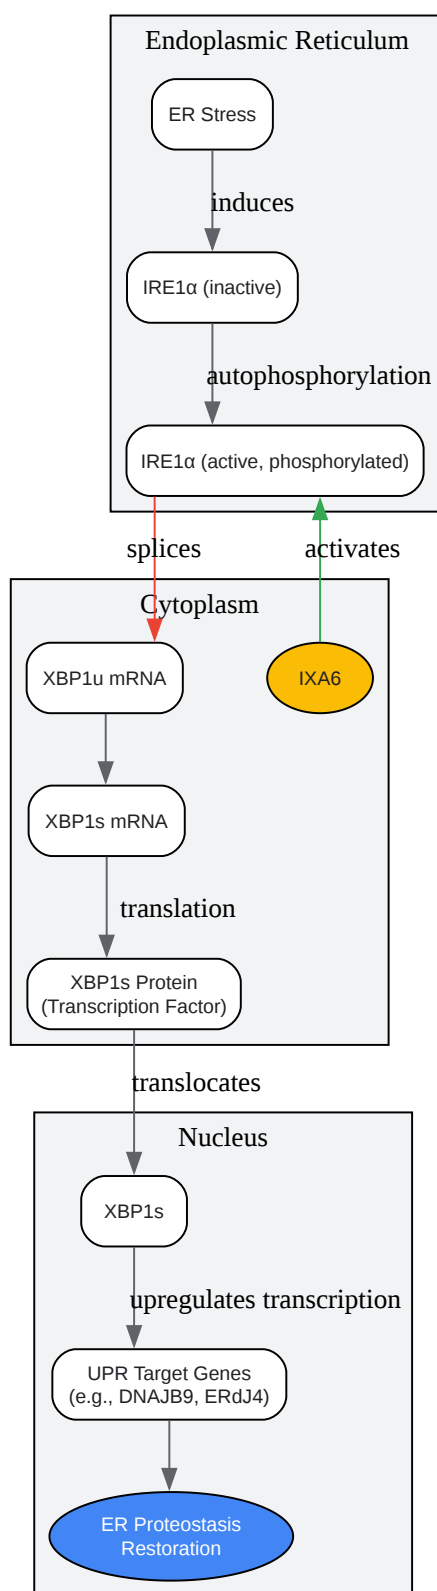 Endoplasmic Reticulum
ER Stress
induces
IRE1α (inactive)
autophosphorylation
IRE1α (active, phosphorylated)
splices
activates
Cytoplasm
XBP1u mRNA
IXA6
XBP1s mRNA
translation
XBP1s Protein
(Transcription Factor)
translocates
Nucleus
XBP1s
upregulates transcription
UPR Target Genes
(e.g., DNAJB9, ERdJ4)
ER Proteostasis
Restoration